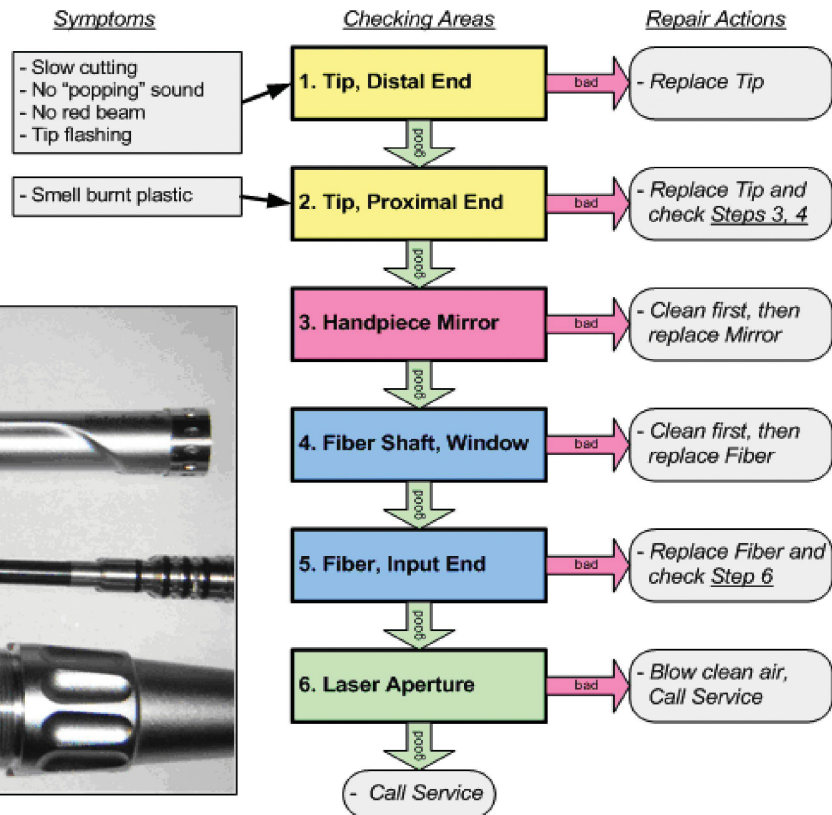 Symptoms
Checking Areas
Repair Actions
- Slow cutting
- No “popping” sound
- No red beam
- Tip flashing
1. Tip, Distal End
bad
- Replace Tip
good
- Smell burnt plastic
2. Tip, Proximal End
bad
- Replace Tip and
check Steps 3, 4
good
3. Handpiece Mirror
bad
- Clean first, then
replace Mirror
good
4. Fiber Shaft, Window
bad
- Clean first, then
replace Fiber
good
5. Fiber, Input End
bad
- Replace Fiber and
check Step 6
good
6. Laser Aperture
bad
- Blow clean air,
Call Service
good
- Call Service